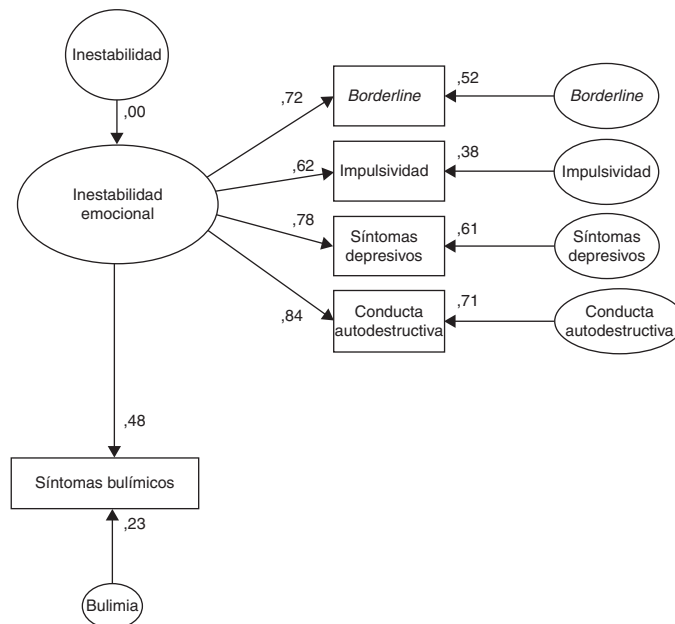 Inestabilidad
,00
Inestabilidad
emocional
,72
,62
,78
,84
Borderline
,52
Borderline
Impulsividad
,38
Impulsividad
Síntomas
depresivos
,61
Síntomas
depresivos
Conducta
autodestructiva
,71
Conducta
autodestructiva
,48
Síntomas bulímicos
,23
Bulimia